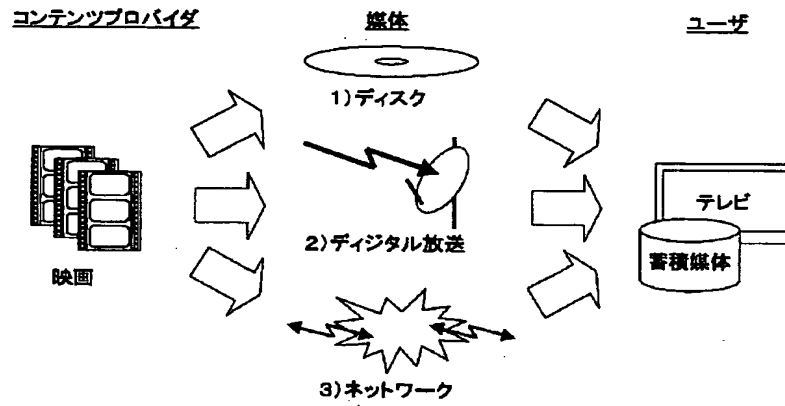 コンテンツプロバイダ
媒体
ユーザ
1)ディスク
テレビ
2)ディジタル放送
蓄積媒体
映画
3)ネットワーク